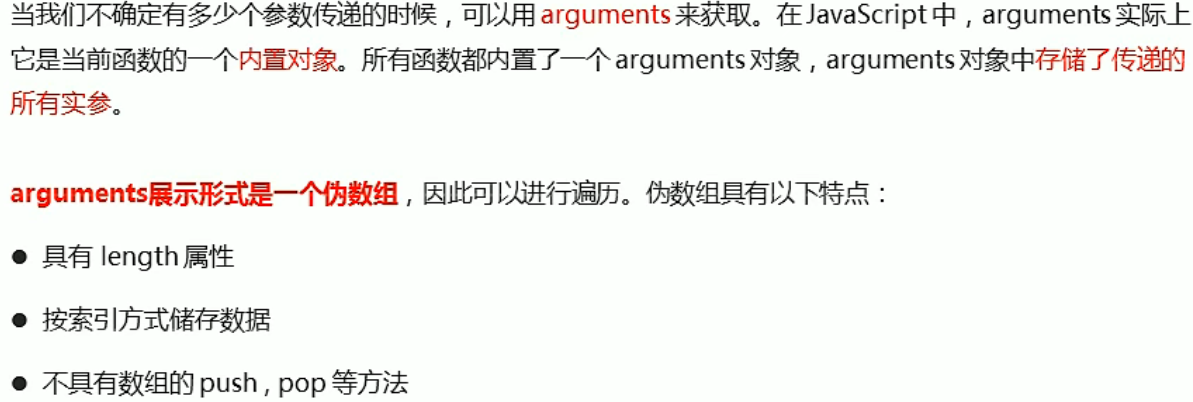 当我们不确定有多少个参数传递的时候，可以用 arguments 来获取。在 JavaScript 中，arguments 实际上
它是当前函数的一个内置对象。所有函数都内置了一个 arguments 对象，arguments 对象中存储了传递的
所有实参。
arguments展示形式是一个伪数组，因此可以进行遍历。伪数组具有以下特点：
● 具有 length 属性
● 按索引方式储存数据
● 不具有数组的 push , pop 等方法